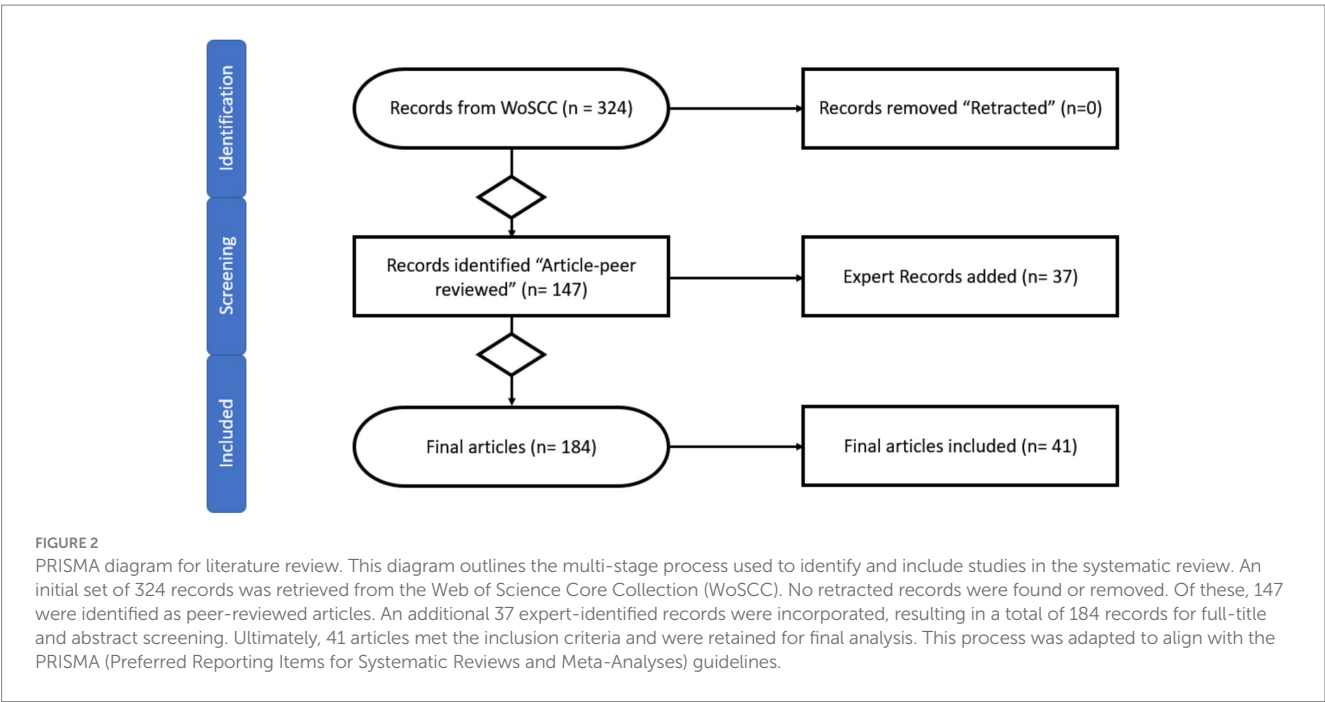 Identification
Records from WoSCC (n = 324)
Records removed “Retracted” (n=0)
Screening
Records identified “Article-peer
reviewed” (n= 147)
Expert Records added (n= 37)
Included
Final articles (n= 184)
Final articles included (n= 41)
FIGURE 2
PRISMA diagram for literature review. This diagram outlines the multi-stage process used to identify and include studies in the systematic review. An
initial set of 324 records was retrieved from the Web of Science Core Collection (WoSCC). No retracted records were found or removed. Of these, 147
were identified as peer-reviewed articles. An additional 37 expert-identified records were incorporated, resulting in a total of 184 records for full-title
and abstract screening. Ultimately, 41 articles met the inclusion criteria and were retained for final analysis. This process was adapted to align with the
PRISMA (Preferred Reporting Items for Systematic Reviews and Meta-Analyses) guidelines.